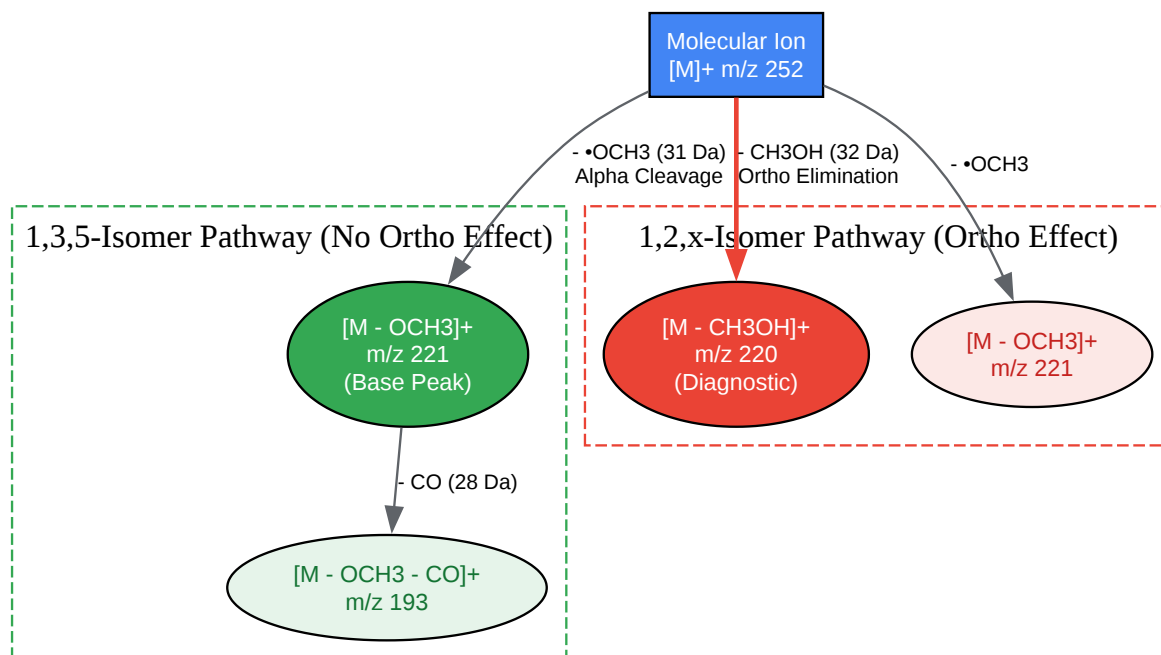 Molecular Ion
[M]+ m/z 252
- •OCH3 (31 Da)
Alpha Cleavage
- CH3OH (32 Da)
Ortho Elimination
- •OCH3
1,3,5-Isomer Pathway (No Ortho Effect)
1,2,x-Isomer Pathway (Ortho Effect)
[M - OCH3]+
m/z 221
(Base Peak)
[M - CH3OH]+
m/z 220
(Diagnostic)
[M - OCH3]+
m/z 221
- CO (28 Da)
[M - OCH3 - CO]+
m/z 193